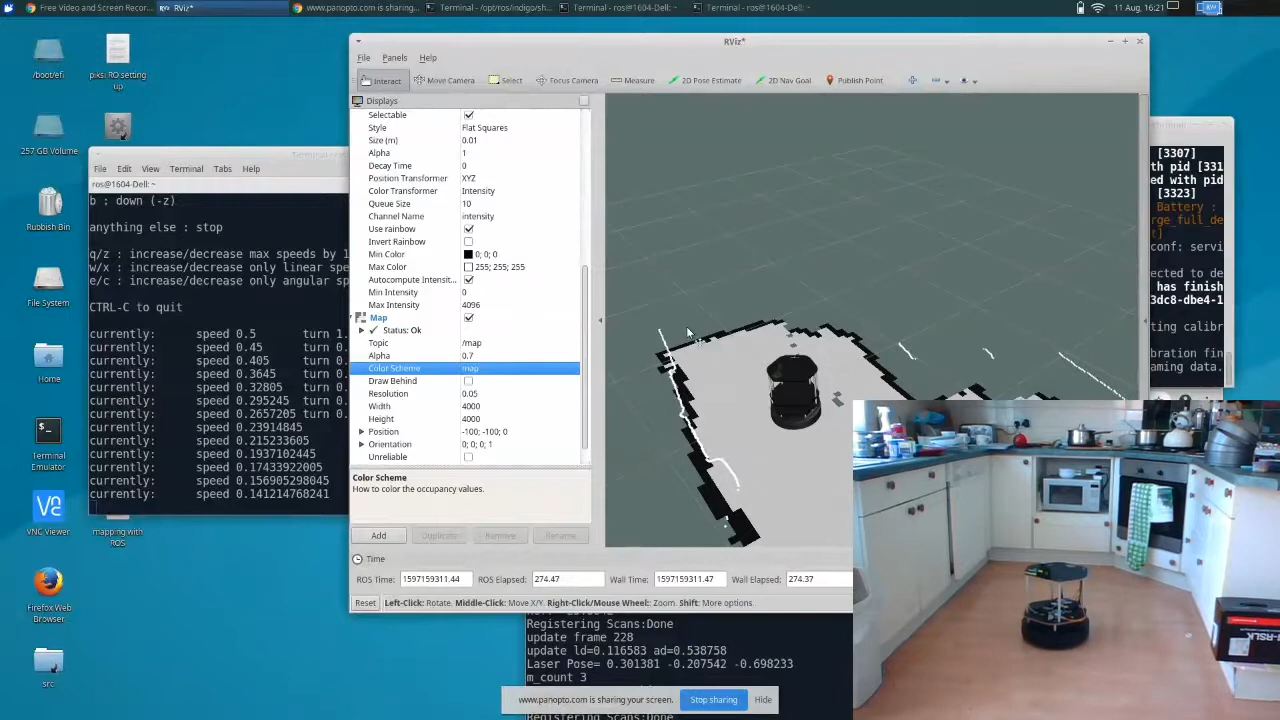 Free Video and Screen Recor...
RViz*
www.panopto.com is sharing...
Terminal - /opt/ros/indigo/sh...
Terminal - ros@1604-Dell: ~
Terminal - ros@1604-Dell: ~
11 Aug, 16:21
/boot/efi
piksi RO setting
up
257 GB Volume
Rubbish Bin
File System
Home
Terminal
Emulator
VNC Viewer
mapping with
ROS
Firefox Web
Browser
src
File Edit View Terminal Tabs Help
ros@1604-Dell: ~
b : down (-z)
anything else : stop
q/z : increase/decrease max speeds by 1
w/x : increase/decrease only linear spe
e/c : increase/decrease only angular sp
CTRL-C to quit
currently: speed 0.5 turn 1.
currently: speed 0.45 turn 0.
currently: speed 0.405 turn 0.
currently: speed 0.3645 turn 0.
currently: speed 0.32805 turn 0.
currently: speed 0.295245 turn 0.
currently: speed 0.2657205 turn 0.
currently: speed 0.23914845
currently: speed 0.215233605
currently: speed 0.1937102445
currently: speed 0.17433922005
currently: speed 0.156905298045
currently: speed 0.141214768241
RViz*
File Panels Help
Interact Move Camera Select Focus Camera Measure 2D Pose Estimate 2D Nav Goal Publish Point
Displays
Selectable
Style Flat Squares
Size (m) 0.01
Alpha 1
Decay Time 0
Position Transformer XYZ
Color Transformer Intensity
Queue Size 10
Channel Name intensity
Use rainbow
Invert Rainbow
Min Color 0; 0; 0
Max Color 255; 255; 255
Autocompute Intensit...
Min Intensity 0
Max Intensity 4096
Map
Status: Ok
Topic /map
Alpha 0.7
Color Scheme map
Draw Behind
Resolution 0.05
Width 4000
Height 4000
Position -100; -100; 0
Orientation 0; 0; 0; 1
Unreliable
Color Scheme
How to color the occupancy values.
Add Duplicate Remove Rename
Time
ROS Time: 1597159311.44 ROS Elapsed: 274.47 Wall Time: 1597159311.47 Wall Elapsed: 274.37
Reset Left-Click: Rotate. Middle-Click: Move X/Y. Right-Click/Mouse Wheel:: Zoom. Shift: More options.
[3307]
th pid [331
ed with pid
[3323]
Battery :
rge_full_de
conf: servi
ected to de
has finish
3dc8-dbe4-1
ting calibr
bration fin
aming data.
Registering Scans:Done
update frame 228
update ld=0.116583 ad=0.538758
Laser Pose= 0.301381 -0.207542 -0.698233
m_count 3
www.panopto.com is sharing your screen. Stop sharing Hide